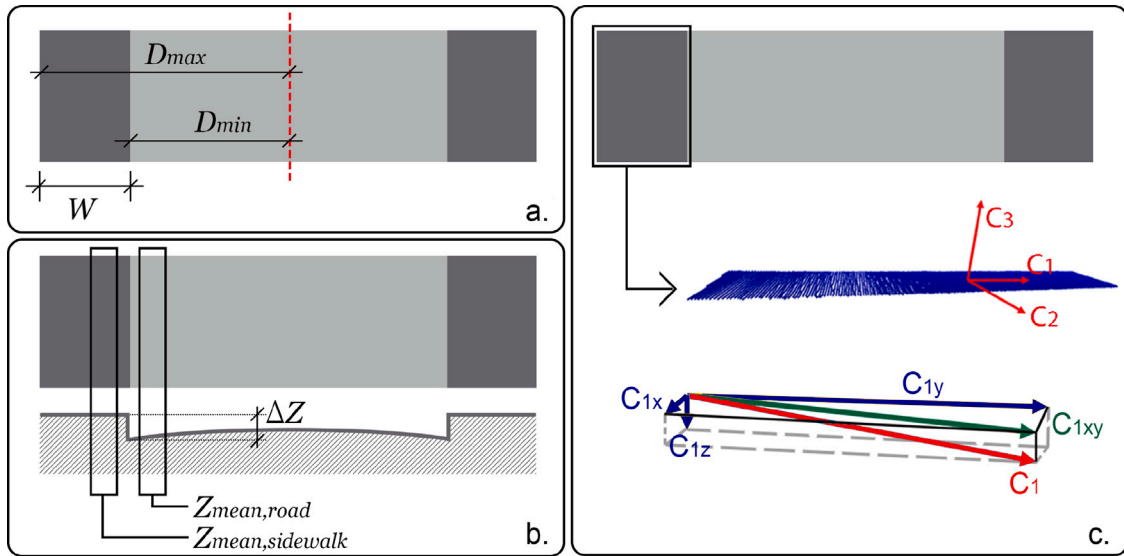 Dmax
Dmin
W
a.
ΔZ
Zmean,road
Zmean,sidewalk
b.
C3
C1
C2
C1y
C1x
C1xy
C1z
C1
c.